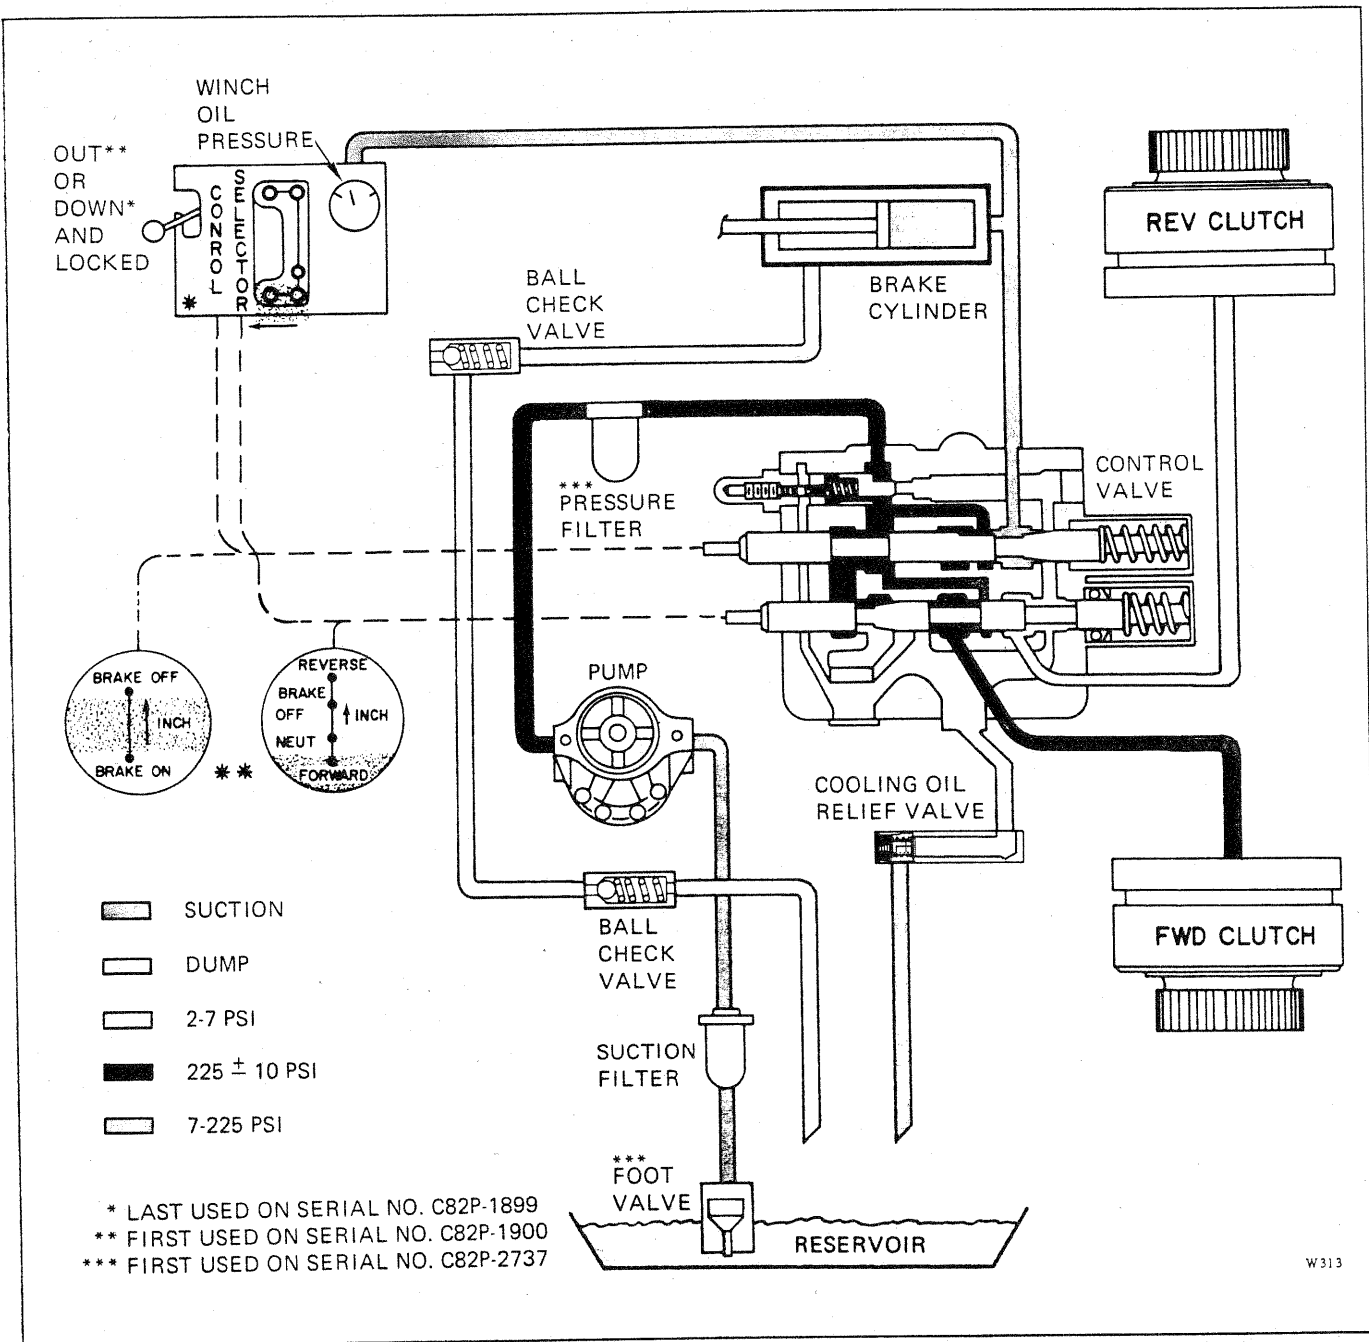 WINCH
OIL
PRESSURE
OUT**
OR
DOWN*
AND
LOCKED
CONROL
SELECTOR
*
REV CLUTCH
BALL
CHECK
VALVE
BRAKE
CYLINDER
***
PRESSURE
FILTER
CONTROL
VALVE
BRAKE OFF
INCH
BRAKE ON
**
REVERSE
BRAKE
OFF
INCH
NEUT
FORWARD
PUMP
COOLING OIL
RELIEF VALVE
FWD CLUTCH
BALL
CHECK
VALVE
SUCTION
DUMP
2-7 PSI
225 ± 10 PSI
7-225 PSI
SUCTION
FILTER
***
FOOT
VALVE
RESERVOIR
* LAST USED ON SERIAL NO. C82P-1899
** FIRST USED ON SERIAL NO. C82P-1900
*** FIRST USED ON SERIAL NO. C82P-2737
W313